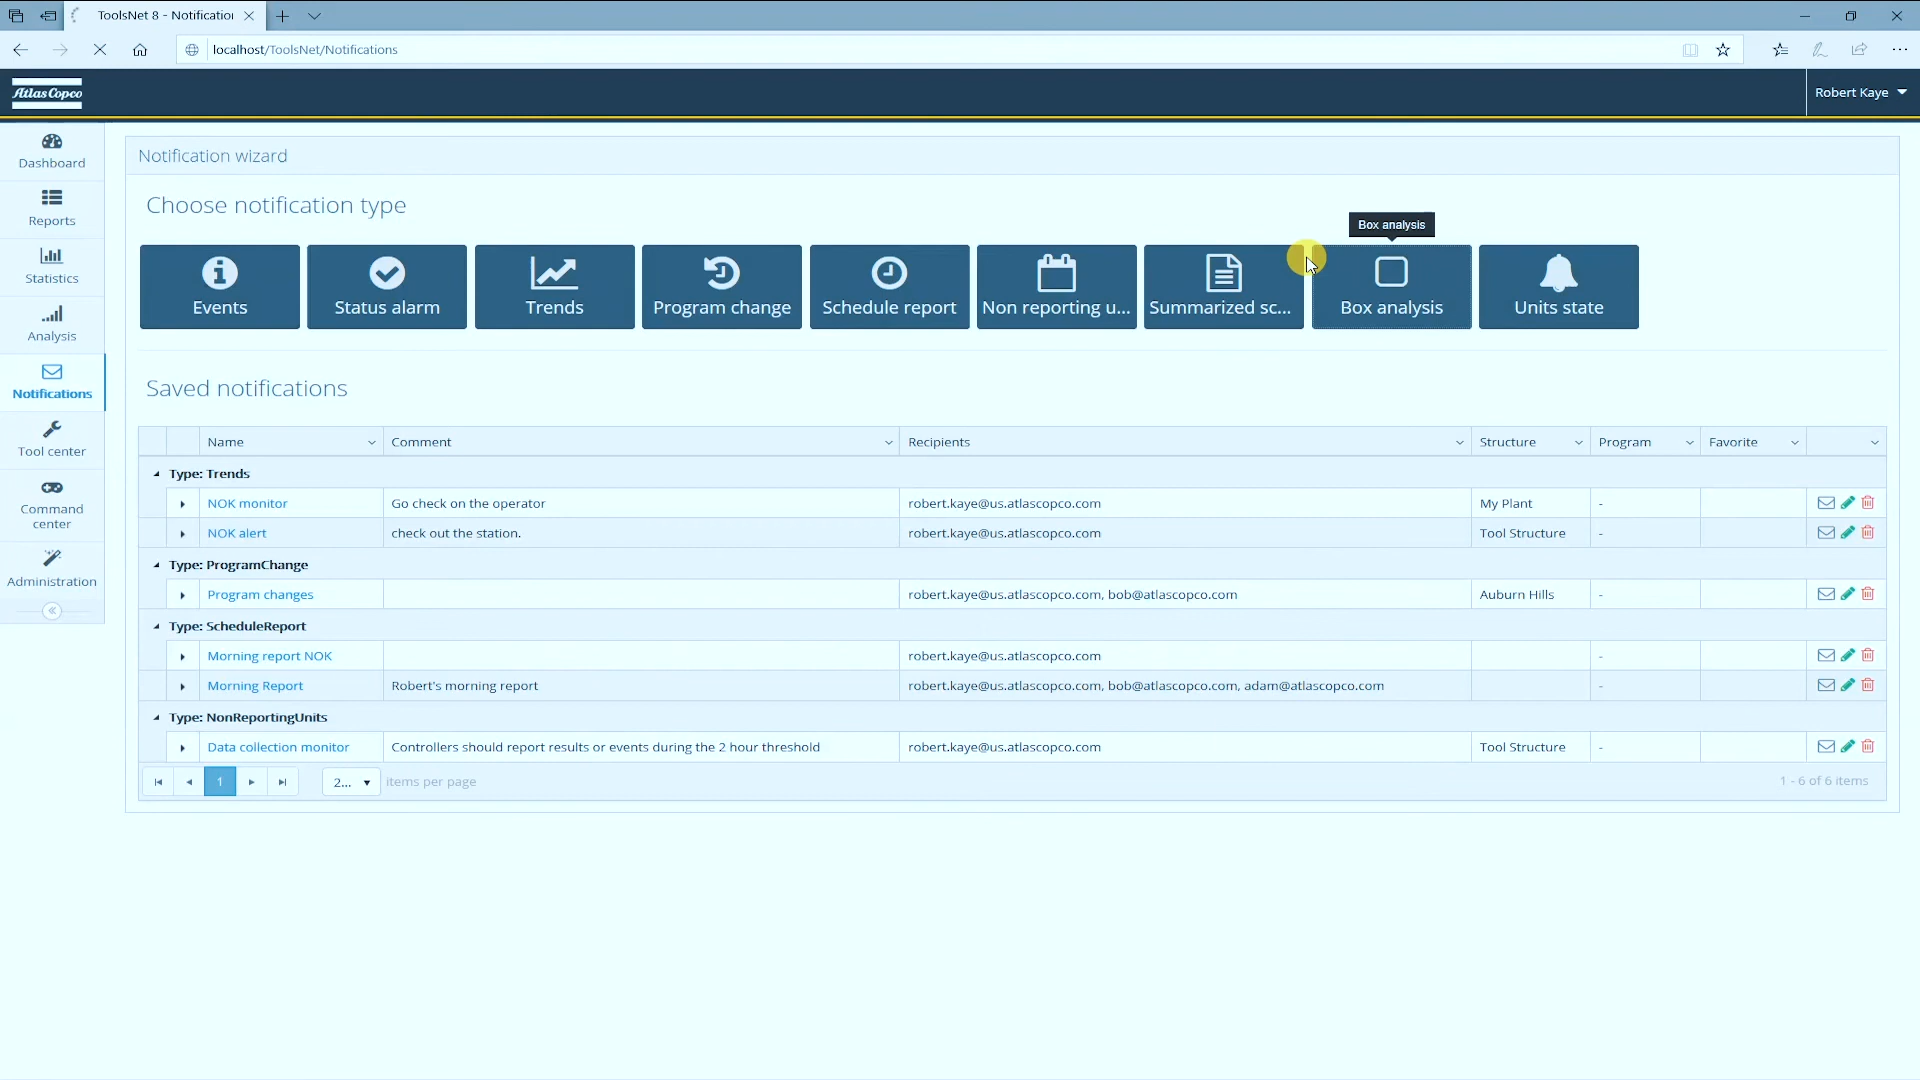 ToolsNet 8 - Notification
localhost/ToolsNet/Notifications
Atlas Copco
Robert Kaye
Dashboard
Reports
Statistics
Analysis
Notifications
Tool center
Command center
Administration
Notification wizard
Choose notification type
Box analysis
Events
Status alarm
Trends
Program change
Schedule report
Non reporting u...
Summarized sc...
Box analysis
Units state
Saved notifications
Name Comment Recipients Structure Program Favorite
Type: Trends
NOK monitor Go check on the operator robert.kaye@us.atlascopco.com My Plant -
NOK alert check out the station. robert.kaye@us.atlascopco.com Tool Structure -
Type: ProgramChange
Program changes robert.kaye@us.atlascopco.com, bob@atlascopco.com Auburn Hills -
Type: ScheduleReport
Morning report NOK robert.kaye@us.atlascopco.com -
Morning Report Robert's morning report robert.kaye@us.atlascopco.com, bob@atlascopco.com, adam@atlascopco.com -
Type: NonReportingUnits
Data collection monitor Controllers should report results or events during the 2 hour threshold robert.kaye@us.atlascopco.com Tool Structure -
1 2... items per page 1 - 6 of 6 items